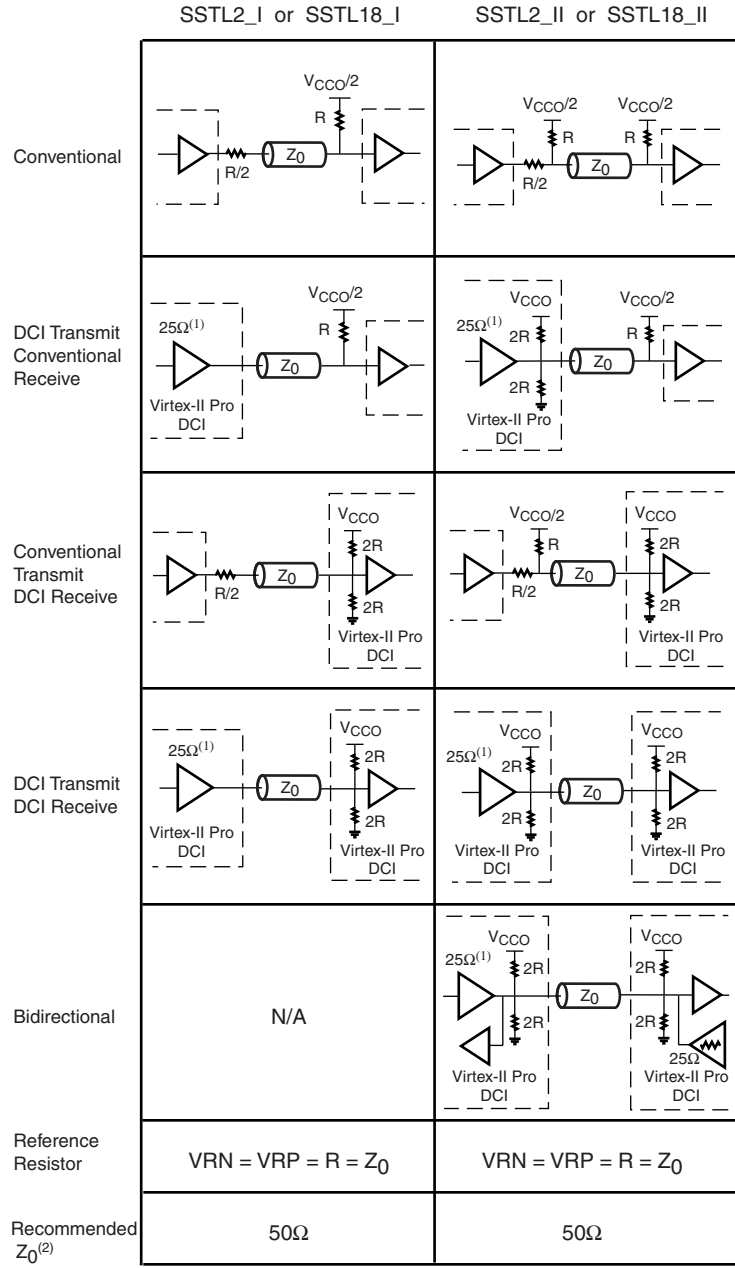 SSTL2_I or SSTL18_I
SSTL2_II or SSTL18_II
Conventional
VCCO/2
R
Z0
R/2
VCCO/2
VCCO/2
R
R
Z0
R/2
DCI Transmit
Conventional
Receive
VCCO/2
25Ω(1)
R
Z0
Virtex-II Pro
DCI
VCCO
VCCO/2
25Ω(1)
2R
R
Z0
2R
Virtex-II Pro
DCI
Conventional
Transmit
DCI Receive
VCCO
2R
Z0
R/2
2R
Virtex-II Pro
DCI
VCCO/2
VCCO
R
2R
Z0
R/2
2R
Virtex-II Pro
DCI
DCI Transmit
DCI Receive
VCCO
25Ω(1)
2R
Z0
2R
Virtex-II Pro
DCI
Virtex-II Pro
DCI
VCCO
VCCO
25Ω(1)
2R
2R
Z0
2R
2R
Virtex-II Pro
DCI
Virtex-II Pro
DCI
Bidirectional
N/A
VCCO
VCCO
25Ω(1)
2R
2R
Z0
2R
2R
25Ω
Virtex-II Pro
DCI
Virtex-II Pro
DCI
Reference
Resistor
VRN = VRP = R = Z0
VRN = VRP = R = Z0
Recommended
Z0(2)
50Ω
50Ω